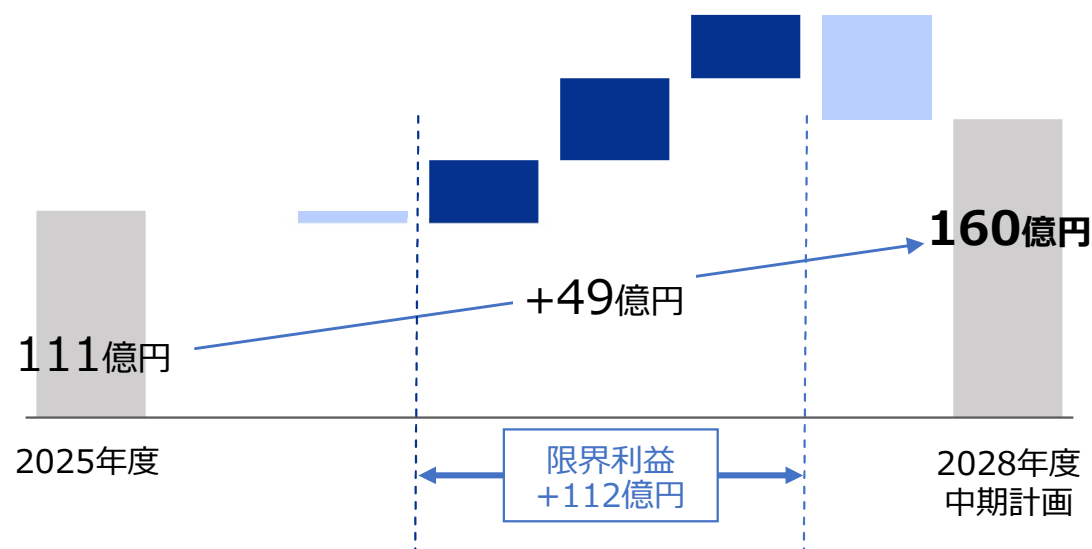 160億円
+49億円
111億円
2025年度
限界利益
+112億円
2028年度
中期計画